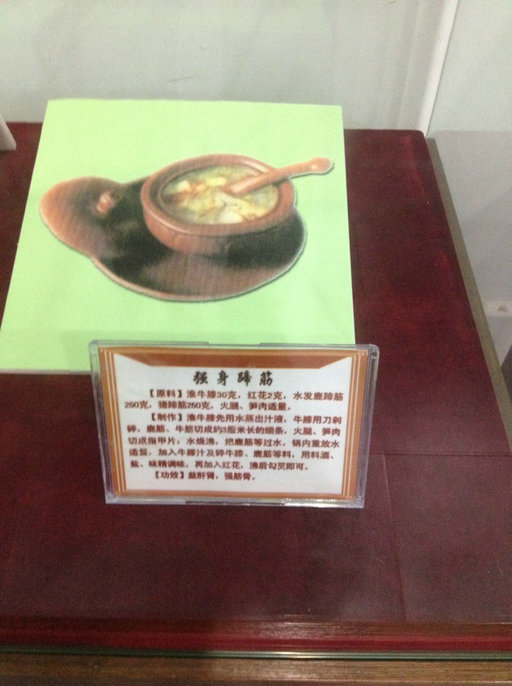 强身蹄筋
【原料】淮牛膝30克，红花2克，水发鹿蹄筋
250克，猪蹄筋250克，火腿、笋肉适量。
【制作】淮牛膝先用水蒸出汁液，牛膝用刀剁
碎，鹿筋、牛筋切成约3厘米长的细条，火腿、笋肉
切成指甲片，水烧沸，把鹿筋等过水，锅内重放水
适量，加入牛膝汁及碎牛膝、鹿筋等料，用料酒、
盐、味精调味，再加入红花，沸后勾芡即可。
【功效】益肝肾，强筋骨。